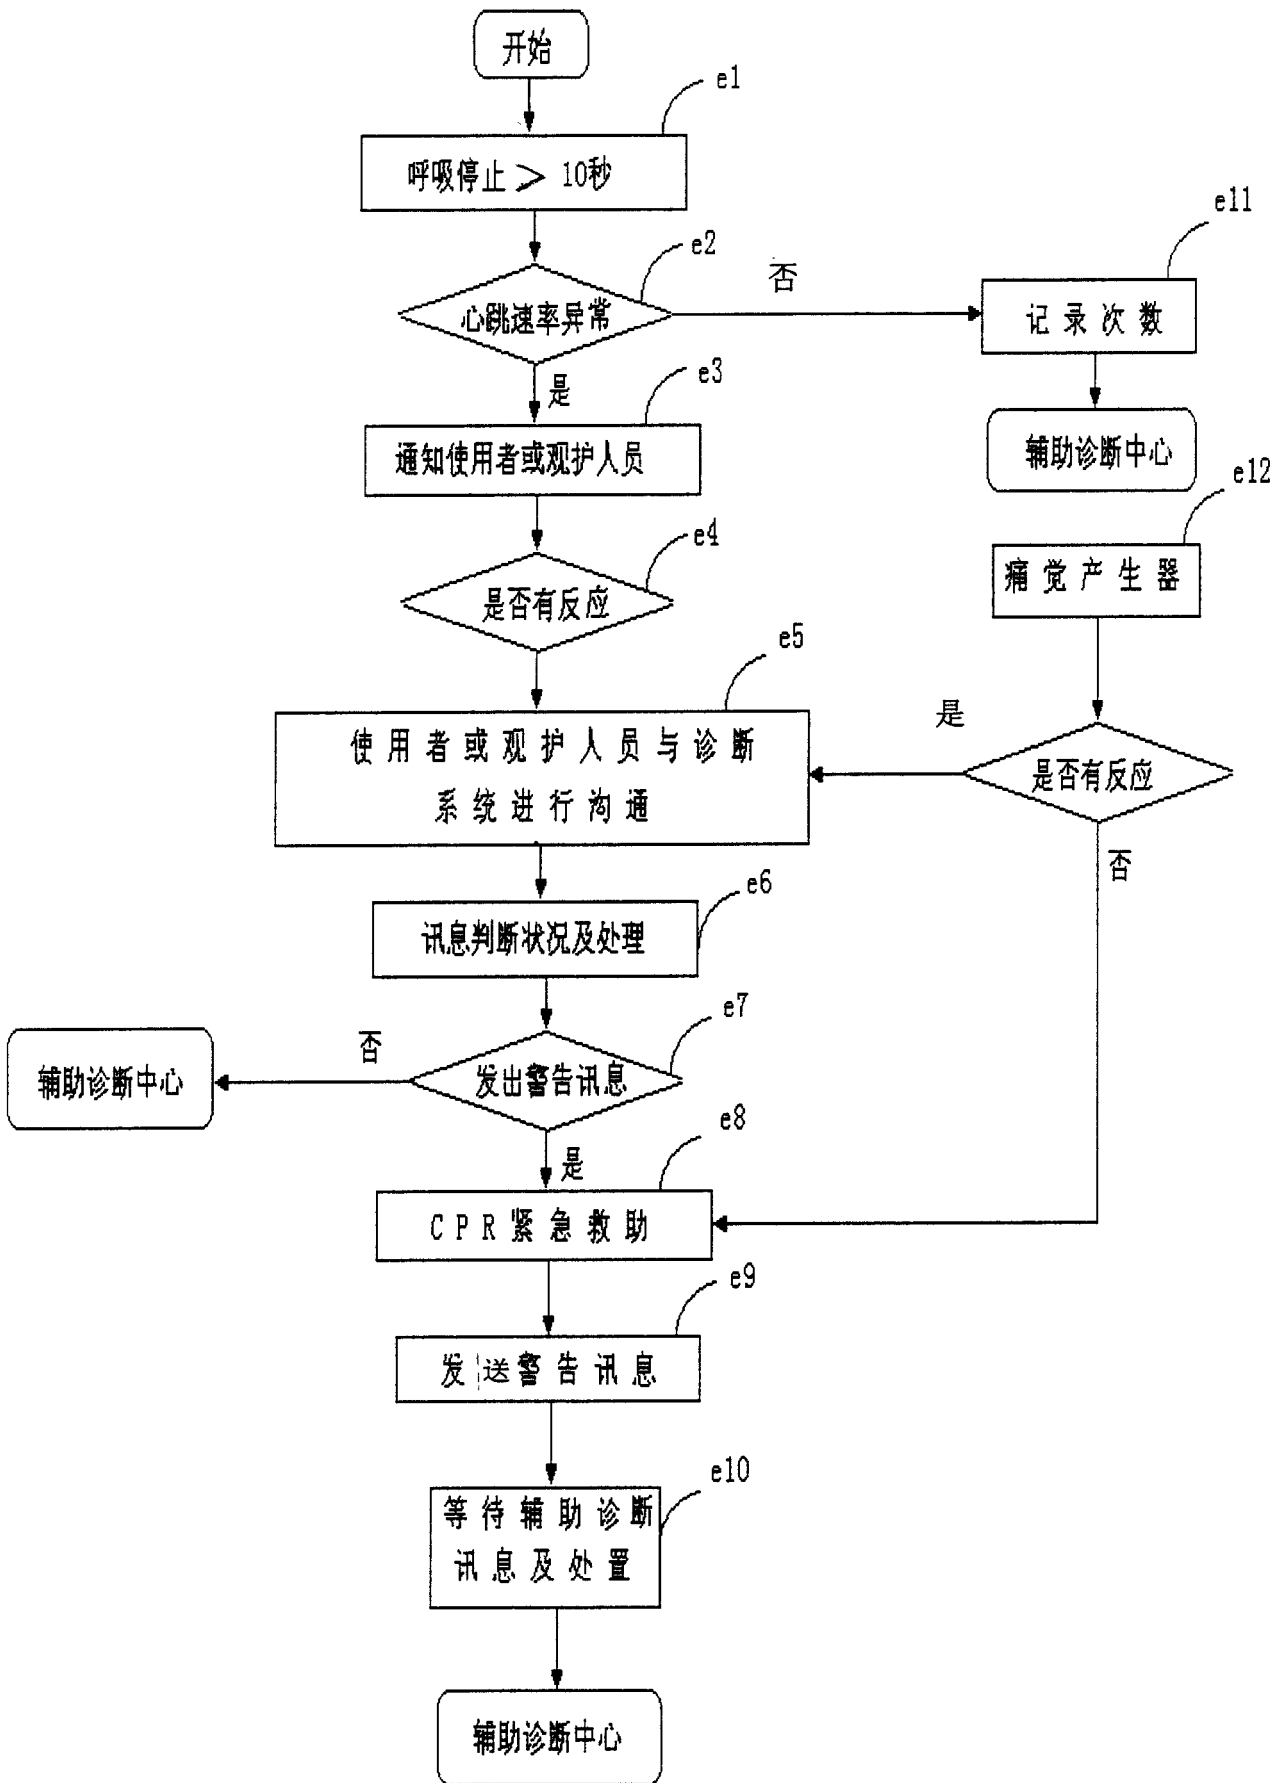 开始
e1
呼吸停止 > 10秒
e11
e2
否
心跳速率异常
记 录 次 数
是
e3
通知使用者或观护人员
辅助诊断中心
e12
e4
痛 觉 产 生 器
是否有反应
e5
是
使 用 者 或 观 护 人 员 与 诊 断
系 统 进 行 沟 通
是否有反应
否
e6
讯息判断状况及处理
e7
否
辅助诊断中心
发出警告讯息
e8
是
CPR 紧 急 救 助
e9
发 送 警 告 讯 息
e10
等 待 辅 助 诊 断
讯 息 及 处 置
辅助诊断中心